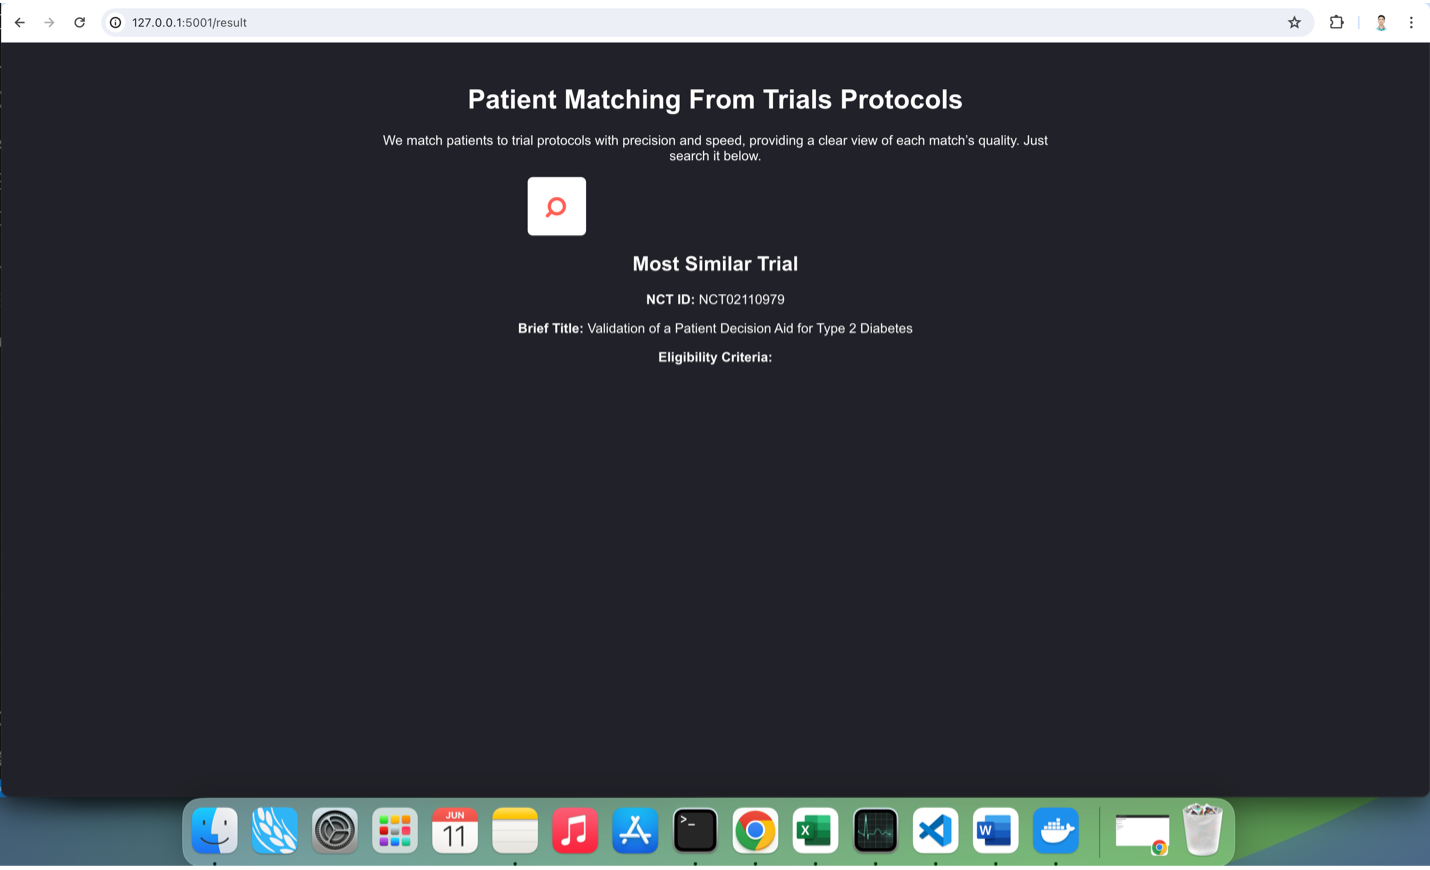 127.0.0.1:5001/result
Patient Matching From Trials Protocols
We match patients to trial protocols with precision and speed, providing a clear view of each match’s quality. Just
search it below.
Most Similar Trial
NCT ID: NCT02110979
Brief Title: Validation of a Patient Decision Aid for Type 2 Diabetes
Eligibility Criteria:
JUN
11
>_
X
W